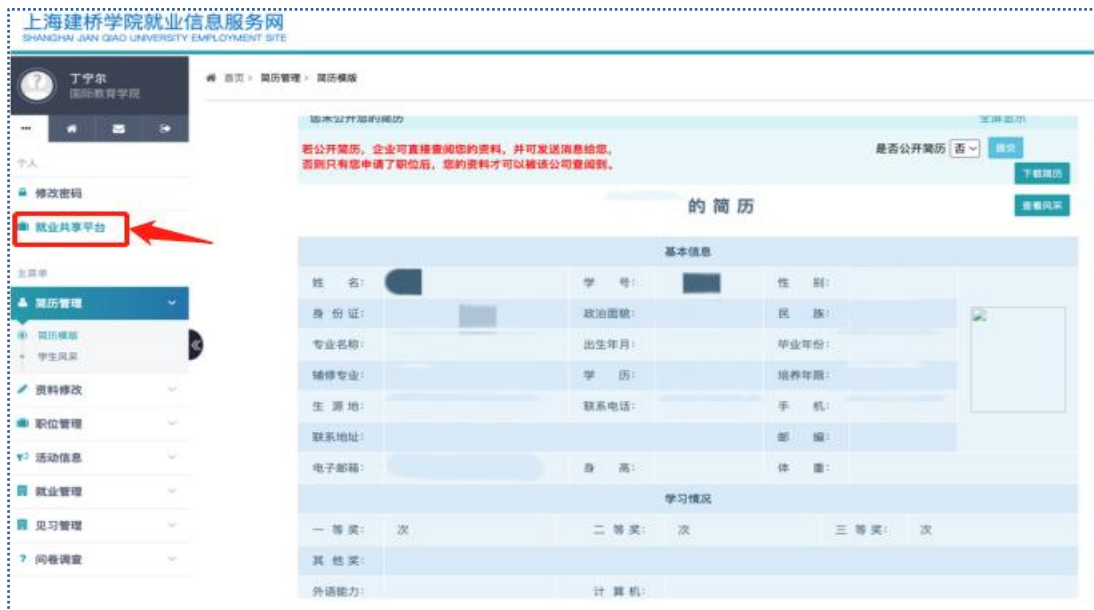 上海建桥学院就业信息服务网
SHANGHAI JIAN QIAO UNIVERSITY EMPLOYMENT SITE
丁宁尔
国际教育学院
首页 > 简历管理 > 简历模版
您未公开您的简历 全屏显示
若公开简历，企业可直接查阅您的资料，并可发送消息给您，
否则只有您申请了职位后，您的资料才可以被该公司查阅到。
是否公开简历 否 提交
下载简历
查看风采
个人
修改密码
就业共享平台
主菜单
简历管理
简历模版
学生风采
资料修改
职位管理
活动信息
就业管理
见习管理
? 问卷调查
的简历
基本信息
姓 名： 学 号： 性 别：
身 份 证： 政治面貌： 民 族：
专业名称： 出生年月： 毕业年份：
辅修专业： 学 历： 培养年限：
生 源 地： 联系电话： 手 机：
联系地址： 邮 编：
电子邮箱： 身 高： 体 重：
学习情况
一 等 奖： 次 二 等 奖： 次 三 等 奖： 次
其 他 奖：
外语能力： 计 算 机：